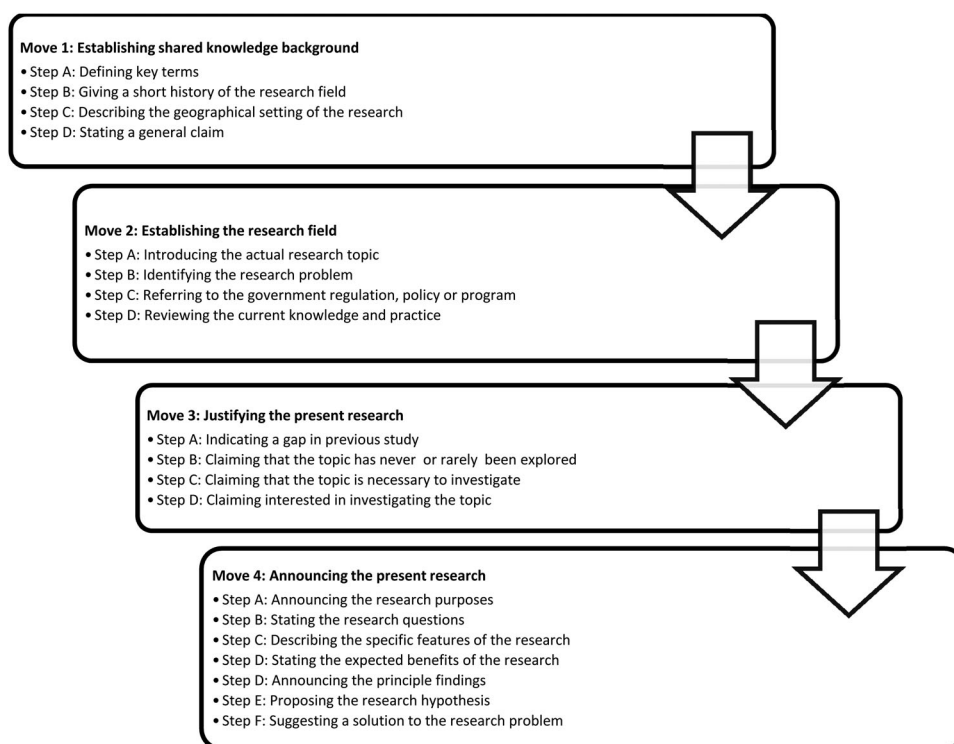 Move 1: Establishing shared knowledge background
• Step A: Defining key terms
• Step B: Giving a short history of the research field
• Step C: Describing the geographical setting of the research
• Step D: Stating a general claim
Move 2: Establishing the research field
• Step A: Introducing the actual research topic
• Step B: Identifying the research problem
• Step C: Referring to the government regulation, policy or program
• Step D: Reviewing the current knowledge and practice
Move 3: Justifying the present research
• Step A: Indicating a gap in previous study
• Step B: Claiming that the topic has never or rarely been explored
• Step C: Claiming that the topic is necessary to investigate
• Step D: Claiming interested in investigating the topic
Move 4: Announcing the present research
• Step A: Announcing the research purposes
• Step B: Stating the research questions
• Step C: Describing the specific features of the research
• Step D: Stating the expected benefits of the research
• Step D: Announcing the principle findings
• Step E: Proposing the research hypothesis
• Step F: Suggesting a solution to the research problem